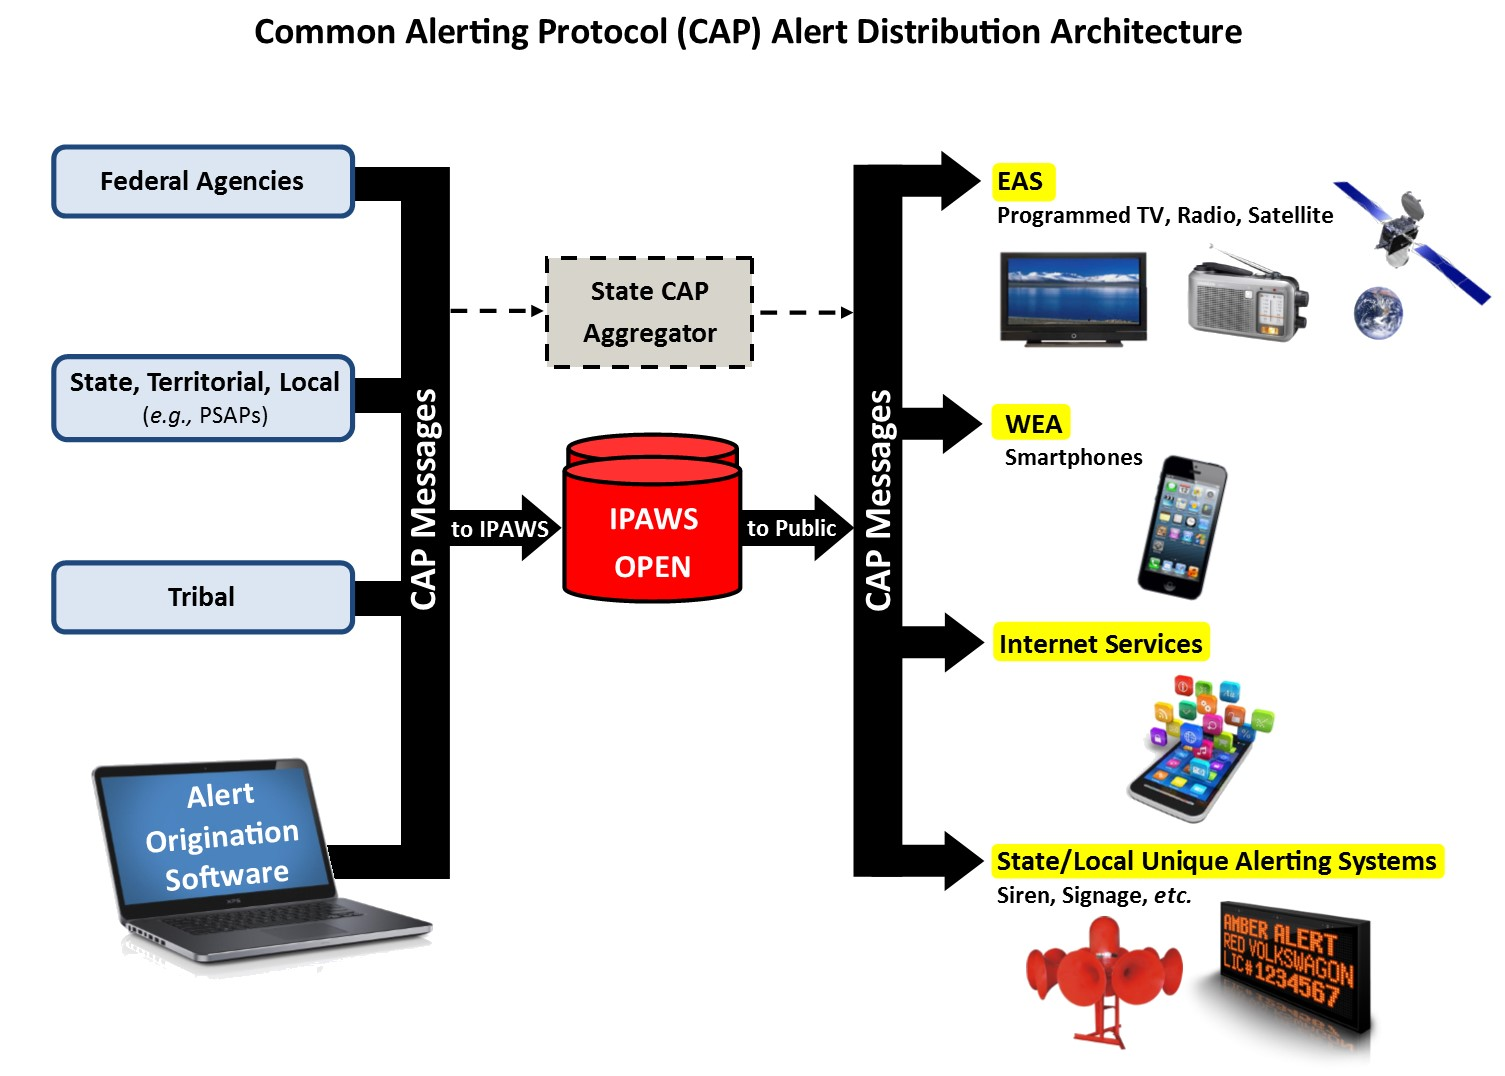 Common Alerting Protocol (CAP) Alert Distribution Architecture
Federal Agencies
State, Territorial, Local
(e.g., PSAPs)
Tribal
Alert
Origination
Software
XPS
CAP Messages
State CAP
Aggregator
to IPAWS
IPAWS
OPEN
to Public
CAP Messages
EAS
Programmed TV, Radio, Satellite
WEA
Smartphones
Internet Services
State/Local Unique Alerting Systems
Siren, Signage, etc.
AMBER ALERT
RED VOLKSWAGON
LIC#1234567